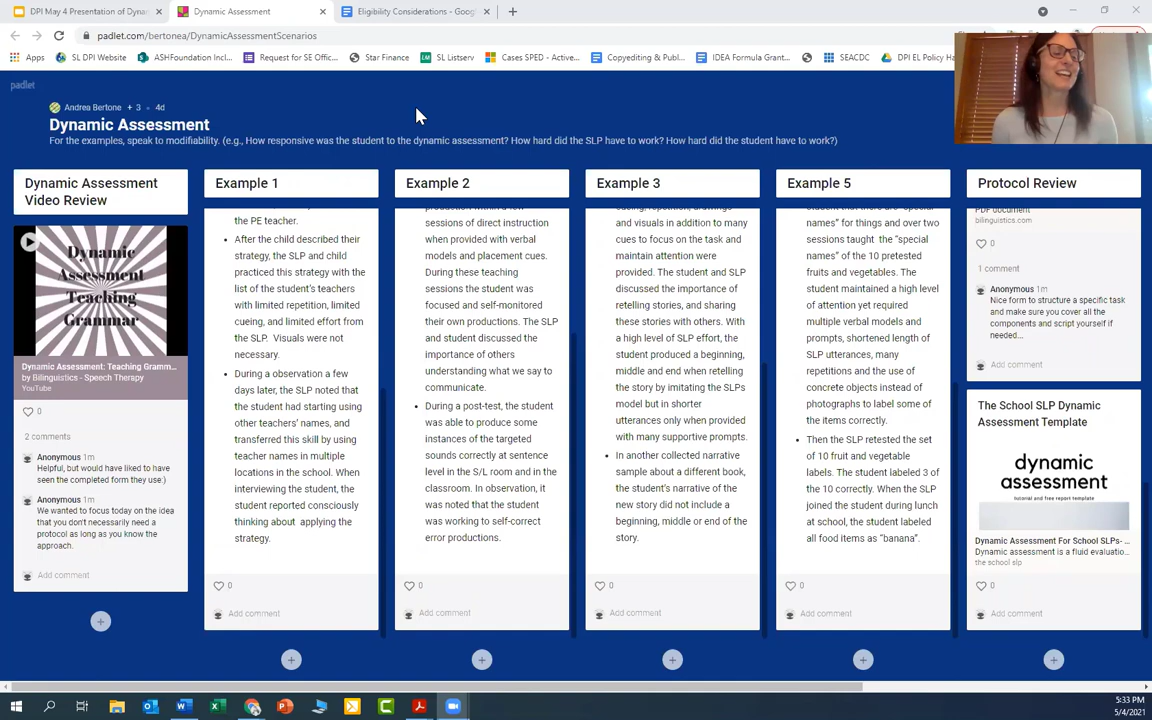 DPI May 4 Presentation of Dynam
Dynamic Assessment
Eligibility Considerations - Goog
padlet.com/bertonea/DynamicAssessmentScenarios
Apps
SL DPI Website
ASHFoundation Incl...
Request for SE Offic...
Star Finance
SL Listserv
Cases SPED - Active...
Copyediting & Publ...
IDEA Formula Grant...
SEACDC
DPI EL Policy Ha
padlet
Andrea Bertone + 3 • 4d
Dynamic Assessment
For the examples, speak to modifiability. (e.g., How responsive was the student to the dynamic assessment? How hard did the SLP have to work? How hard did the student have to work?)
Dynamic Assessment
Video Review
Dynamic
Assessment
Teaching
Grammar
Dynamic Assessment: Teaching Gramm...
by Bilinguistics - Speech Therapy
YouTube
0
2 comments
Anonymous 1m
Helpful, but would have liked to have
seen the completed form they use:)
Anonymous 1m
We wanted to focus today on the idea
that you don't necessarily need a
protocol as long as you know the
approach.
Add comment
Example 1
the PE teacher.
• After the child described their
strategy, the SLP and child
practiced this strategy with the
list of the student's teachers
with limited repetition, limited
cueing, and limited effort from
the SLP. Visuals were not
necessary.
• During a observation a few
days later, the SLP noted that
the student had starting using
other teachers' names, and
transferred this skill by using
teacher names in multiple
locations in the school. When
interviewing the student, the
student reported consciously
thinking about applying the
strategy.
0
Add comment
Example 2
production within a few
sessions of direct instruction
when provided with verbal
models and placement cues.
During these teaching
sessions the student was
focused and self-monitored
their own productions. The SLP
and student discussed the
importance of others
understanding what we say to
communicate.
• During a post-test, the student
was able to produce some
instances of the targeted
sounds correctly at sentence
level in the S/L room and in the
classroom. In observation, it
was noted that the student
was working to self-correct
error productions.
0
Add comment
Example 3
cueing, repetition, drawings
and visuals in addition to many
cues to focus on the task and
maintain attention were
provided. The student and SLP
discussed the importance of
retelling stories, and sharing
these stories with others. With
a high level of SLP effort, the
student produced a beginning,
middle and end when retelling
the story by imitating the SLPs
model but in shorter
utterances only when provided
with many supportive prompts.
• In another collected narrative
sample about a different book,
the student's narrative of the
new story did not include a
beginning, middle or end of the
story.
0
Add comment
Example 5
student that there are "special
names" for things and over two
sessions taught the "special
names" of the 10 pretested
fruits and vegetables. The
student maintained a high level
of attention yet required
multiple verbal models and
prompts, shortened length of
SLP utterances, many
repetitions and the use of
concrete objects instead of
photographs to label some of
the items correctly.
• Then the SLP retested the set
of 10 fruit and vegetable
labels. The student labeled 3 of
the 10 correctly. When the SLP
joined the student during lunch
at school, the student labeled
all food items as "banana".
0
Add comment
Protocol Review
PDF document
bilinguistics.com
0
1 comment
Anonymous 1m
Nice form to structure a specific task
and make sure you cover all the
components and script yourself if
needed...
Add comment
The School SLP Dynamic
Assessment Template
dynamic
assessment
tutorial and free report template
Dynamic Assessment For School SLPs- ...
Dynamic assessment is a fluid evaluatio...
the school slp
0
Add comment
5:33 PM
5/4/2021